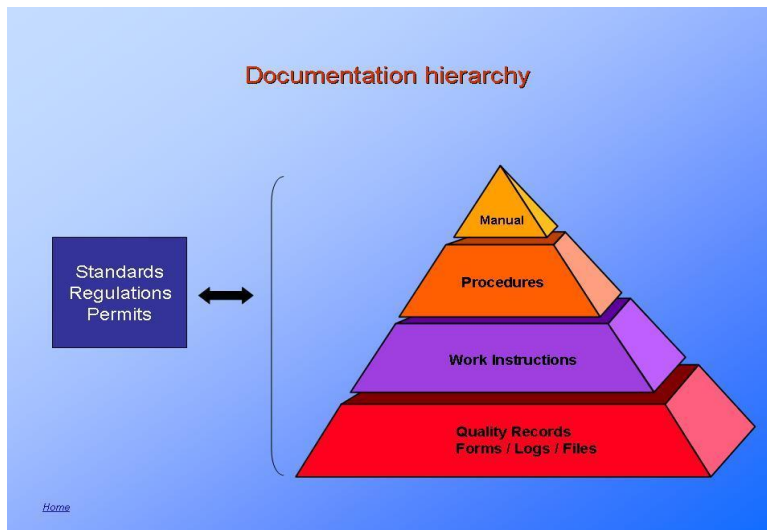 Documentation hierarchy
Standards
Regulations
Permits
Manual
Procedures
Work Instructions
Quality Records
Forms / Logs / Files
Home